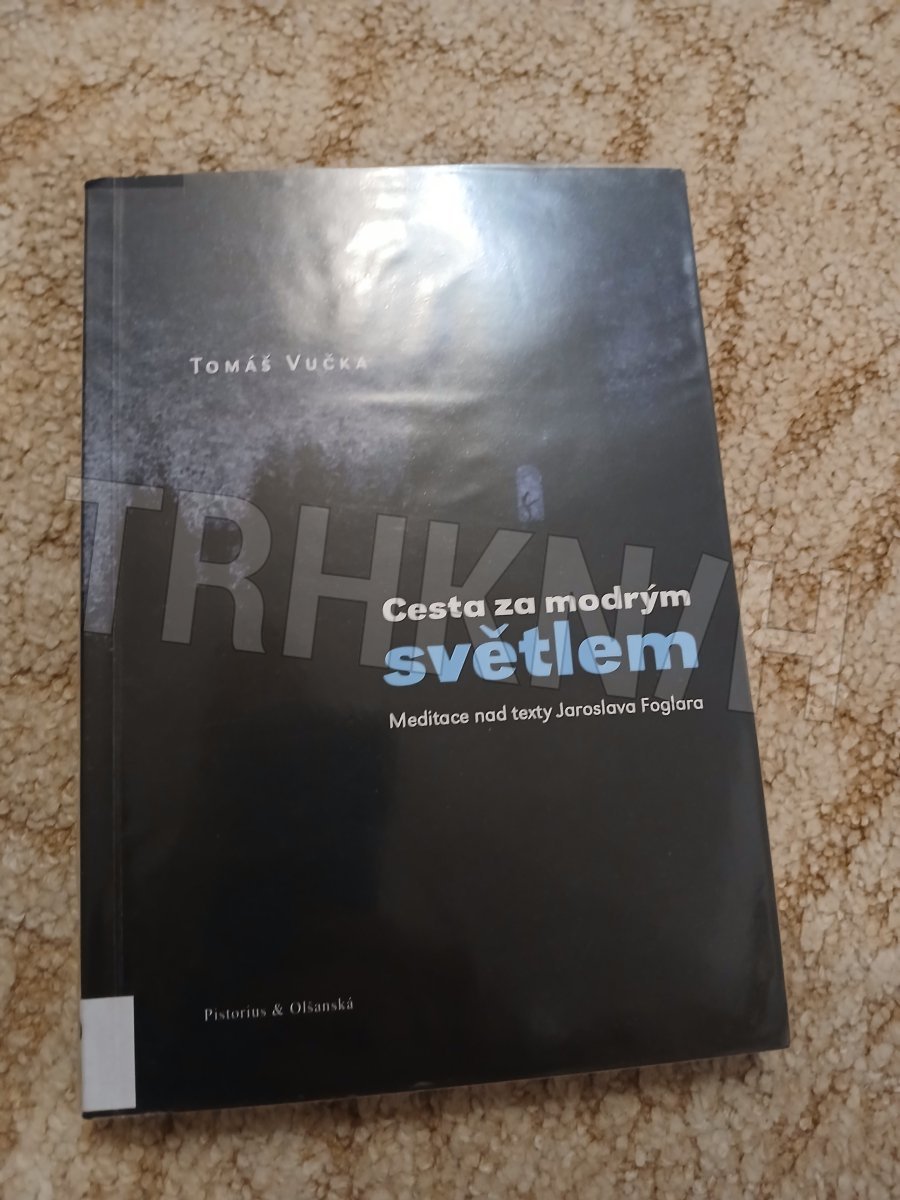 Tomáš Vučka
TRHKNIH
Cesta za modrým
světlem
Meditace nad texty Jaroslava Foglara
Pistorius & Olšanská